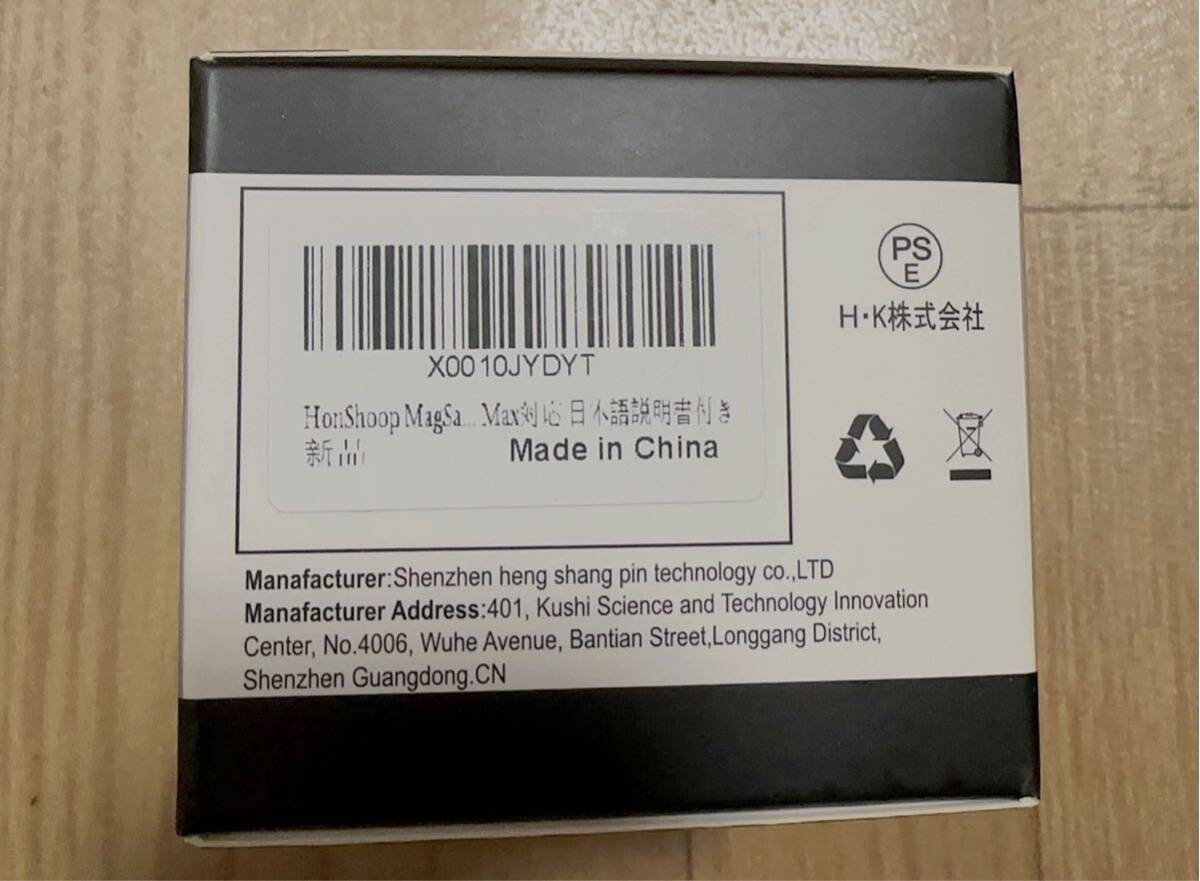 X0010JYDYT
HonShoop MagSa... Max対応 日本語説明書付き
新品
Made in China
PS
E
H・K株式会社
Manafacturer:Shenzhen heng shang pin technology co.,LTD
Manafacturer Address:401, Kushi Science and Technology Innovation
Center, No.4006, Wuhe Avenue, Bantian Street,Longgang District,
Shenzhen Guangdong.CN